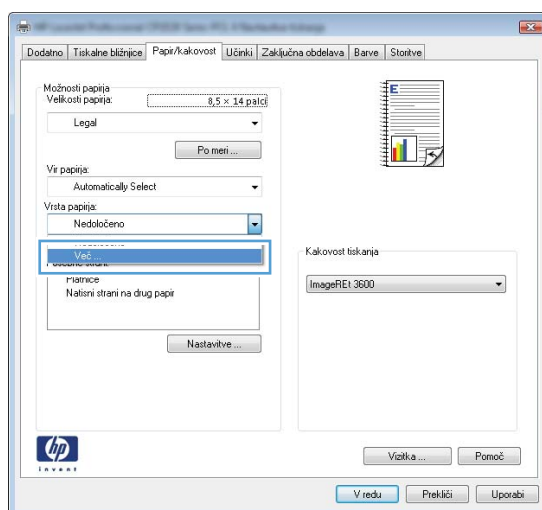 Dodatno Tiskalne bližnjice Papir/kakovost Učinki Zaključna obdelava Barve Storitve
Možnosti papirja
Velikosti papirja: 8,5 × 14 palci
Legal
Po meri ...
Vir papirja:
Automatically Select
Vrsta papirja:
Nedoločeno
Več ...
Platnice
Natisni strani na drug papir
Nastavitve ...
Kakovost tiskanja
ImageREt 3600
E
hp
invent
Vizitka ... Pomoč
V redu Prekliči Uporabi